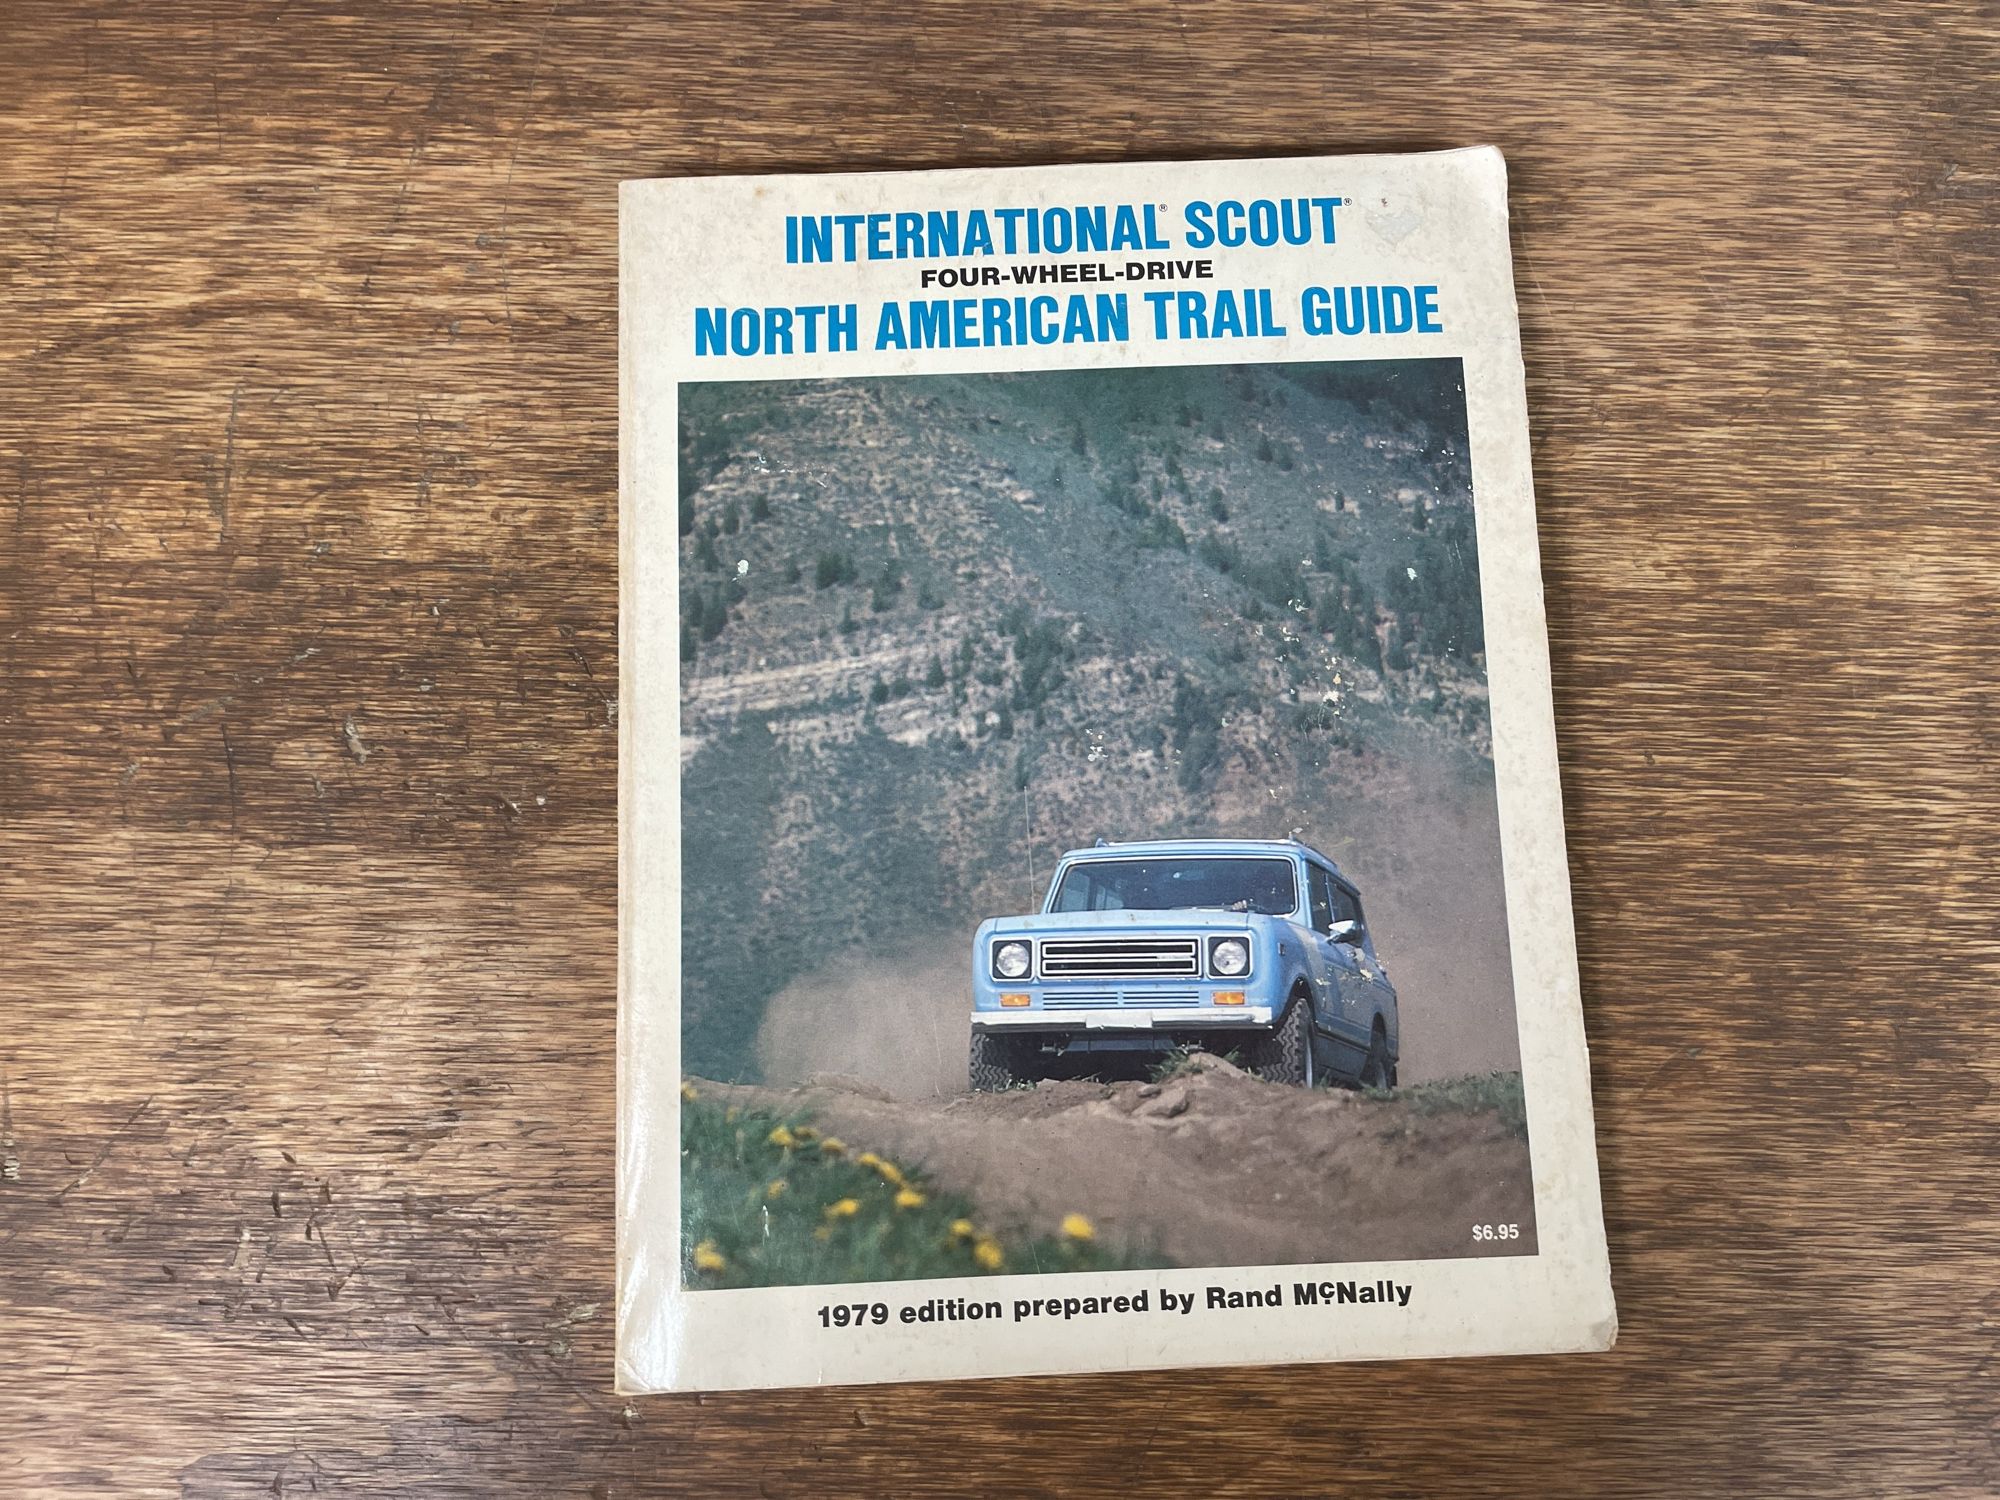 INTERNATIONAL® SCOUT®
FOUR-WHEEL-DRIVE
NORTH AMERICAN TRAIL GUIDE
$6.95
1979 edition prepared by Rand McNally